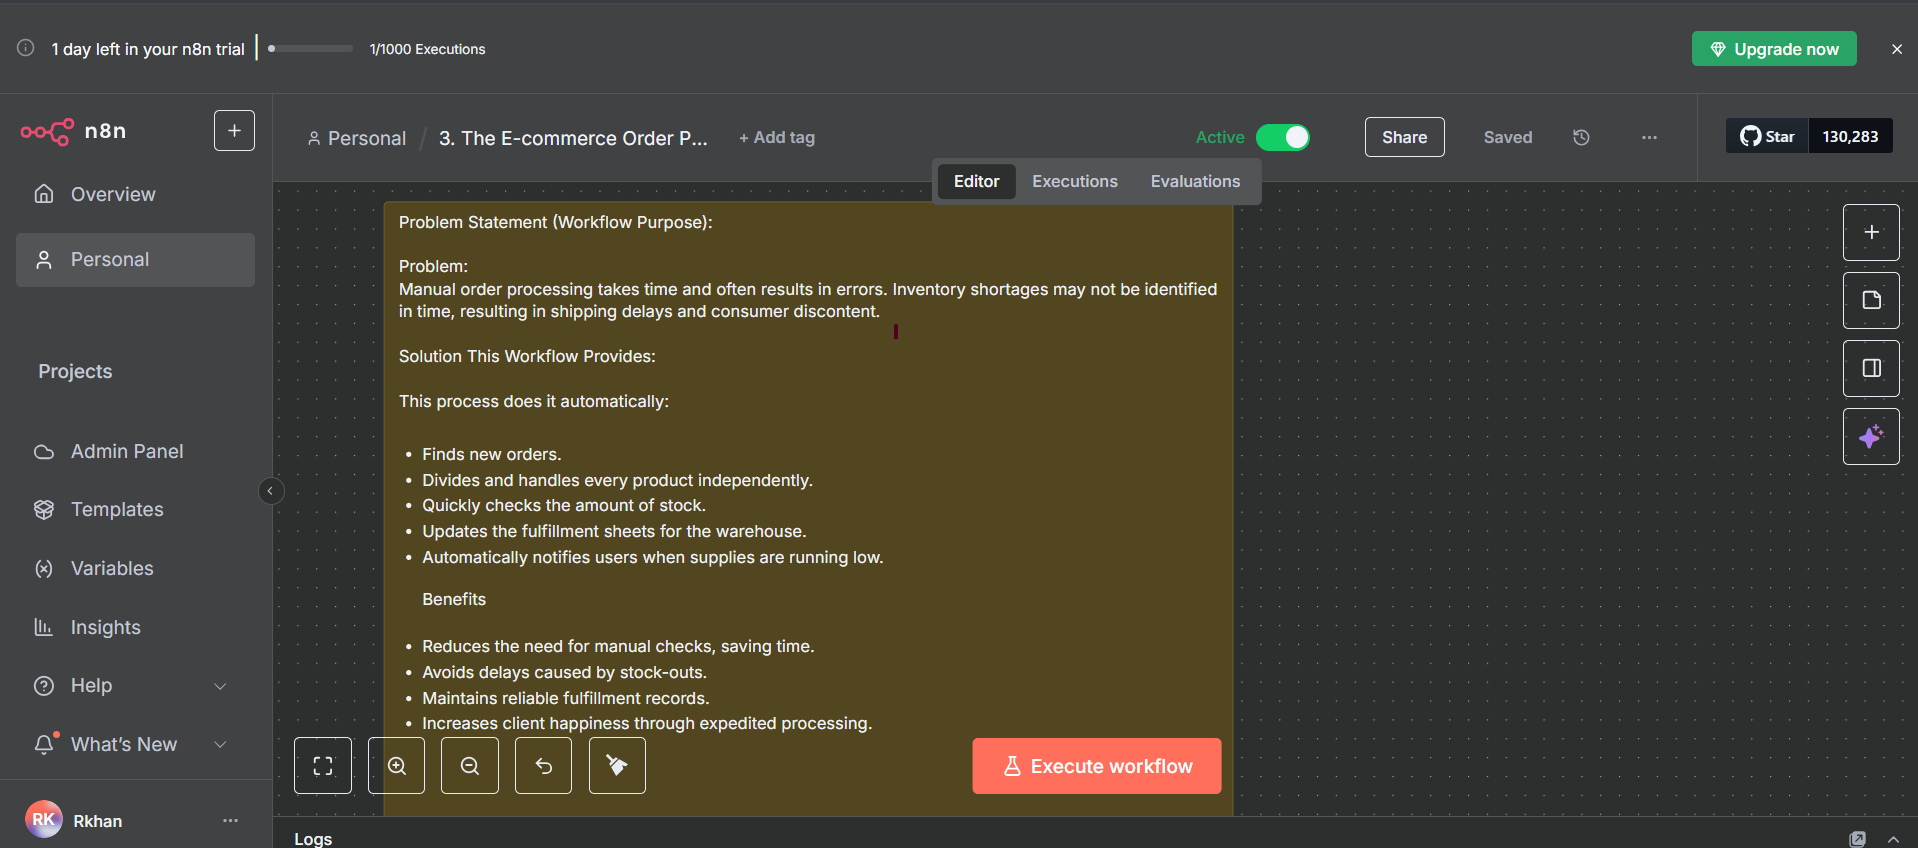 1 day left in your n8n trial
1/1000 Executions
Upgrade now
n8n
Personal / 3. The E-commerce Order P...
+ Add tag
Active
Share
Saved
Star 130,283
Editor
Executions
Evaluations
Overview
Personal
Projects
Admin Panel
Templates
Variables
Insights
Help
What's New
RK Rkhan
Problem Statement (Workflow Purpose):
Problem:
Manual order processing takes time and often results in errors. Inventory shortages may not be identified
in time, resulting in shipping delays and consumer discontent.
Solution This Workflow Provides:
This process does it automatically:
• Finds new orders.
• Divides and handles every product independently.
• Quickly checks the amount of stock.
• Updates the fulfillment sheets for the warehouse.
• Automatically notifies users when supplies are running low.
Benefits
• Reduces the need for manual checks, saving time.
• Avoids delays caused by stock-outs.
• Maintains reliable fulfillment records.
• Increases client happiness through expedited processing.
Execute workflow
Logs